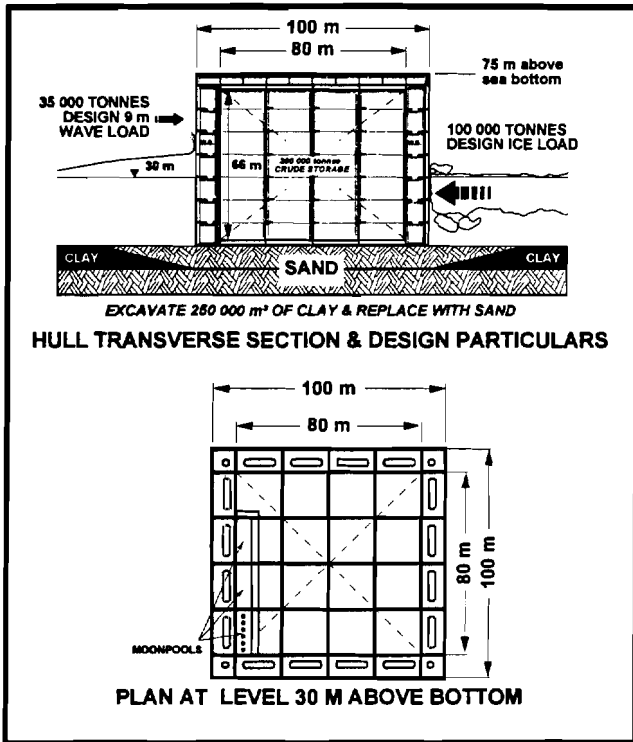 100 m
80 m
75 m above
sea bottom
35 000 TONNES
DESIGN 9 m
WAVE LOAD
100 000 TONNES
DESIGN ICE LOAD
30 m
66 m
tonnes
CRUDE STORAGE
CLAY
SAND
CLAY
EXCAVATE 250 000 m³ OF CLAY & REPLACE WITH SAND
HULL TRANSVERSE SECTION & DESIGN PARTICULARS
100 m
80 m
80 m
100 m
MOONPOOLS
PLAN AT LEVEL 30 M ABOVE BOTTOM